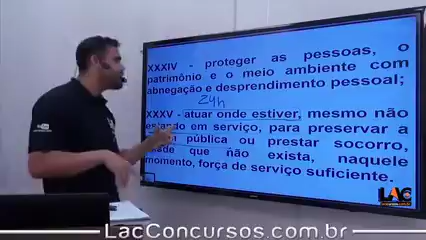 XXXIV - proteger as pessoas, o
patrimônio e o meio ambiente com
abnegação e desprendimento pessoal;
24h
XXXV - atuar onde estiver, mesmo não
estando em serviço, para preservar a
pública ou prestar socorro,
desde que não exista, naquele
momento, força de serviço suficiente.
LAC
LacConcursos.com.br